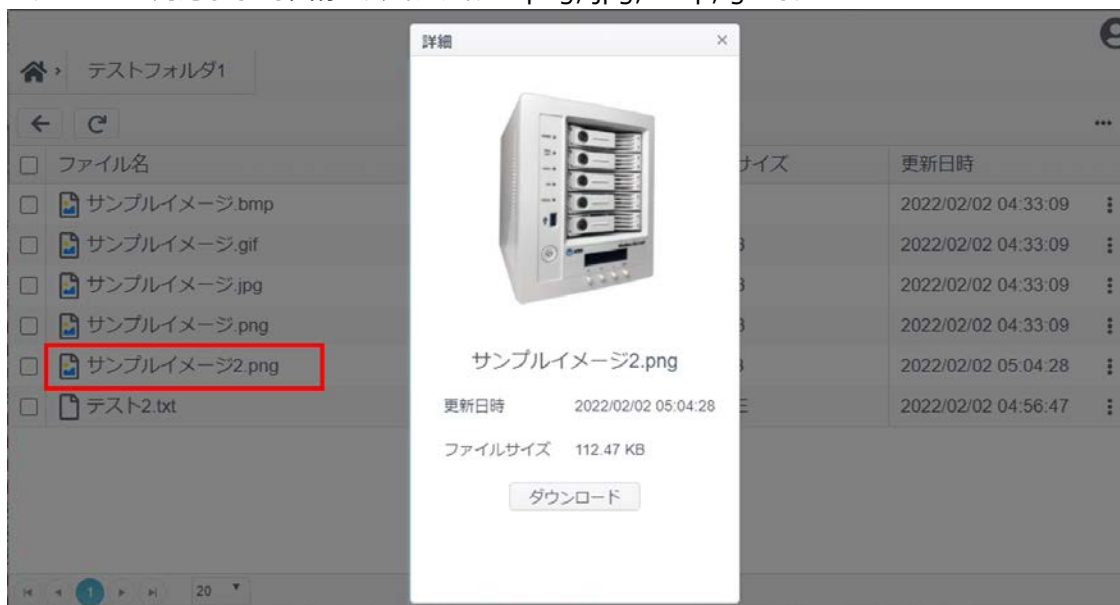 詳細 ×
テストフォルダ1
ファイル名
サイズ
更新日時
サンプルイメージ.bmp
2022/02/02 04:33:09
サンプルイメージ.gif
2022/02/02 04:33:09
サンプルイメージ.jpg
2022/02/02 04:33:09
サンプルイメージ.png
2022/02/02 04:33:09
サンプルイメージ2.png
2022/02/02 05:04:28
テスト2.txt
2022/02/02 04:56:47
サンプルイメージ2.png
更新日時 2022/02/02 05:04:28
ファイルサイズ 112.47 KB
ダウンロード
1 20